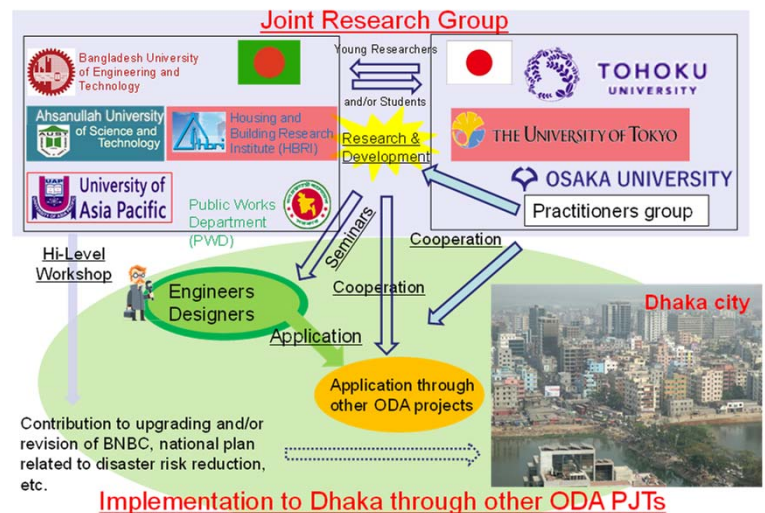 Joint Research Group
Bangladesh University
of Engineering and
Technology
Ahsanullah University
of Science and
Technology
AUST
hbri
Housing and
Building Research
Institute (HBRI)
UAP
University of
Asia Pacific
Public Works
Department
(PWD)
Young Researchers
and/or Students
Research &
Development
TOHOKU
UNIVERSITY
THE UNIVERSITY OF TOKYO
OSAKA UNIVERSITY
Practitioners group
Hi-Level
Workshop
Seminars
Cooperation
Cooperation
Engineers
Designers
Application
Application through
other ODA projects
Dhaka city
Contribution to upgrading and/or
revision of BNBC, national plan
related to disaster risk reduction,
etc.
Implementation to Dhaka through other ODA PJTs